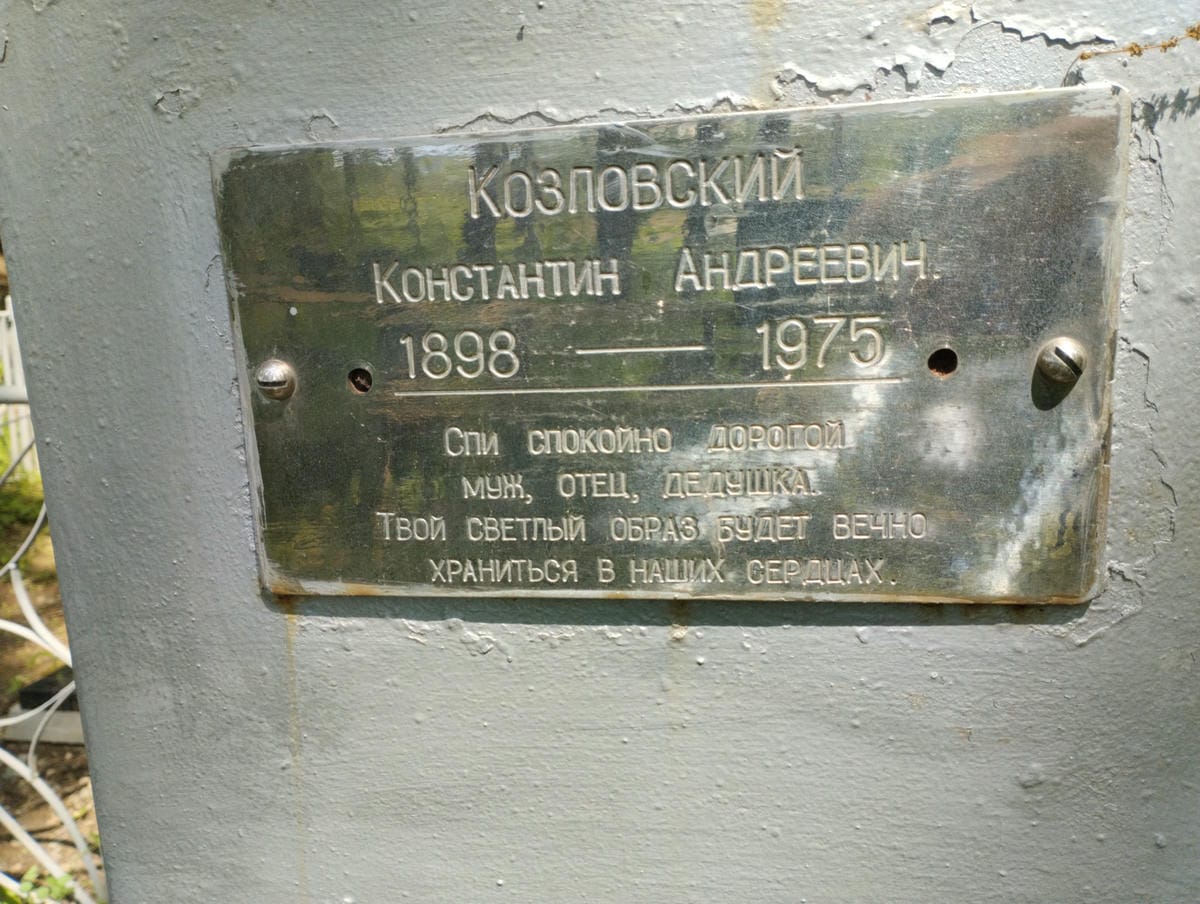 Козловский
Константин Андреевич.
1898 — 1975
Спи спокойно дорогой
муж, отец, дедушка.
Твой светлый образ будет вечно
храниться в наших сердцах.